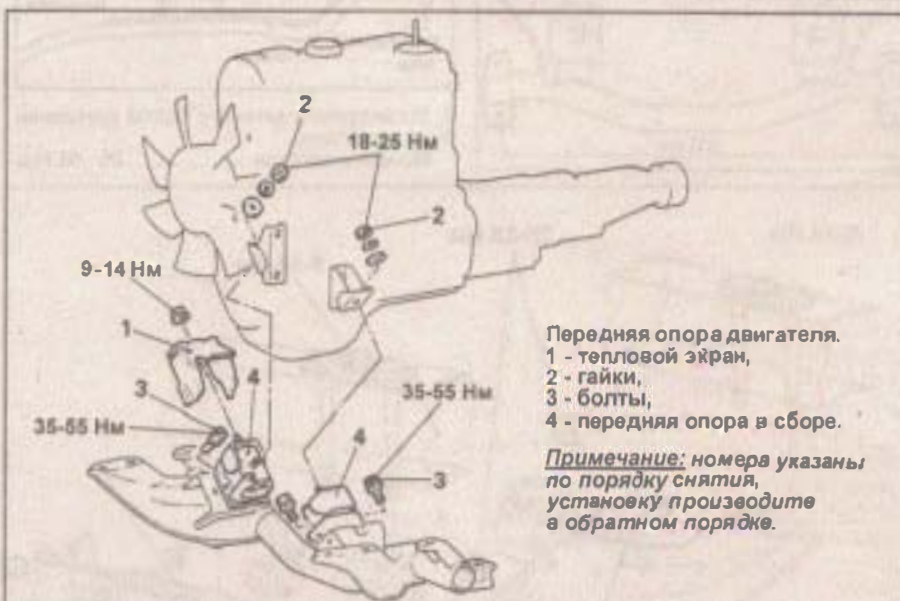 2
18-25 Нм
2
9-14 Нм
1
3
4
35-55 Нм
35-55 Нм
4
3
Передняя опора двигателя.
1 - тепловой экран,
2 - гайки,
3 - болты,
4 - передняя опора в сборе.
Примечание: номера указаны
по порядку снятия,
установку производите
в обратном порядке.